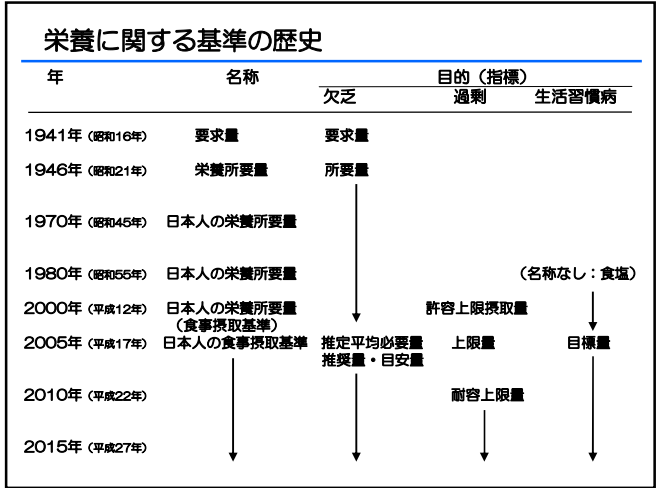 栄養に関する基準の歴史
年 名称 目的（指標）
欠乏 過剰 生活習慣病
1941年（昭和16年） 要求量 要求量
1946年（昭和21年） 栄養所要量 所要量
1970年（昭和45年） 日本人の栄養所要量
1980年（昭和55年） 日本人の栄養所要量 （名称なし：食塩）
2000年（平成12年） 日本人の栄養所要量 許容上限摂取量
（食事摂取基準）
2005年（平成17年） 日本人の食事摂取基準 推定平均必要量 上限量 目標量
推奨量・目安量
2010年（平成22年） 耐容上限量
2015年（平成27年）